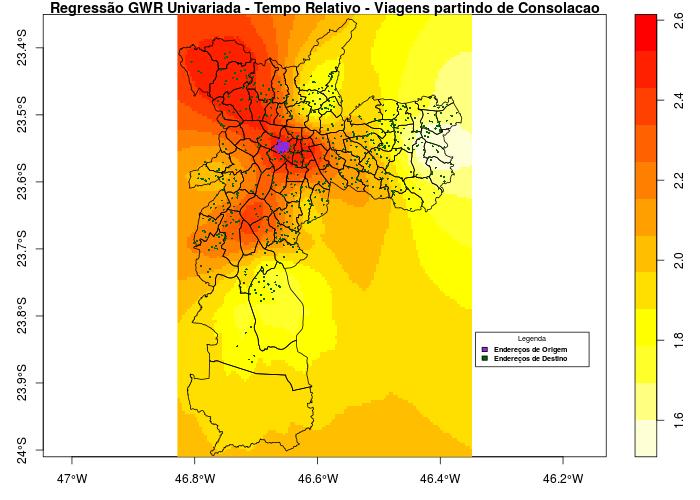 Regressão GWR Univariada - Tempo Relativo - Viagens partindo de Consolacao
23.4°S
23.5°S
23.6°S
23.7°S
23.8°S
23.9°S
24°S
47°W
46.8°W
46.6°W
46.4°W
46.2°W
Legenda
Endereços de Origem
Endereços de Destino
2.6
2.4
2.2
2.0
1.8
1.6